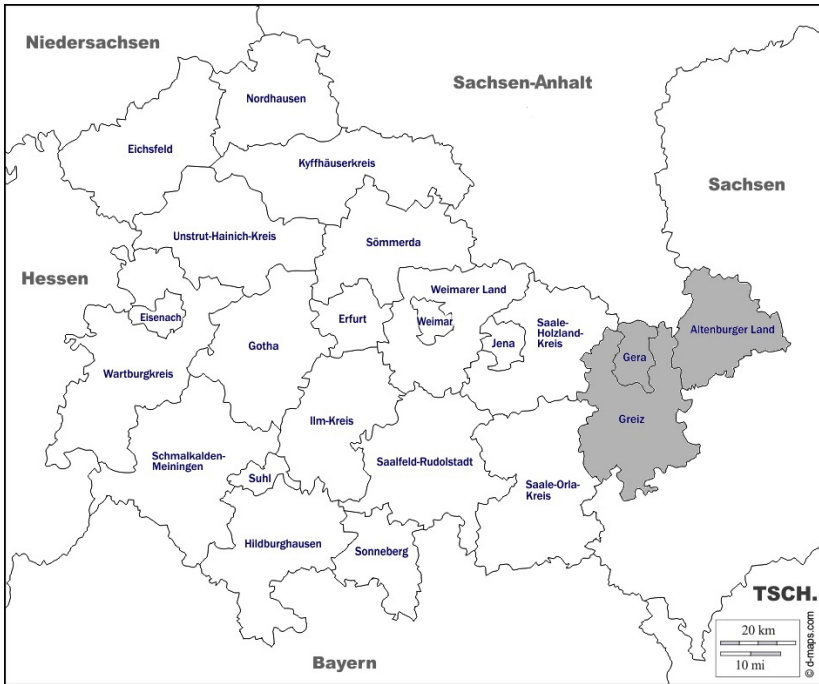 Niedersachsen
Sachsen-Anhalt
Nordhausen
Eichsfeld
Kyffhäuserkreis
Sachsen
Unstrut-Hainich-Kreis
Sömmerda
Hessen
Weimarer Land
Eisenach
Erfurt
Weimar
Saale-
Holzland-
Kreis
Altenburger Land
Gotha
Jena
Gera
Wartburgkreis
Ilm-Kreis
Greiz
Schmalkalden-
Meiningen
Saalfeld-Rudolstadt
Suhl
Saale-Orla-
Kreis
Hildburghausen
Sonneberg
TSCH.
Bayern
20 km
10 mi
© d-maps.com